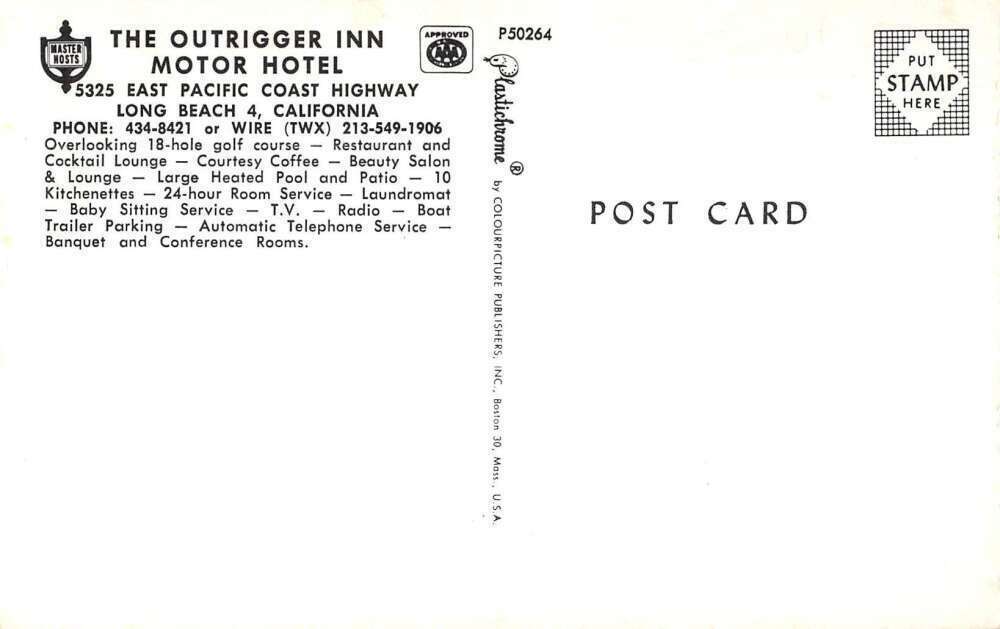 MASTER
HOSTS
THE OUTRIGGER INN
MOTOR HOTEL
5325 EAST PACIFIC COAST HIGHWAY
LONG BEACH 4, CALIFORNIA
PHONE: 434-8421 or WIRE (TWX) 213-549-1906
Overlooking 18-hole golf course — Restaurant and
Cocktail Lounge — Courtesy Coffee — Beauty Salon
& Lounge — Large Heated Pool and Patio — 10
Kitchenettes — 24-hour Room Service — Laundromat
— Baby Sitting Service — T.V. — Radio — Boat
Trailer Parking — Automatic Telephone Service —
Banquet and Conference Rooms.
APPROVED
AAA
P50264
Plastichrome ® by COLOURPICTURE PUBLISHERS, INC., Boston 30, Mass., U.S.A.
PUT
STAMP
HERE
POST CARD